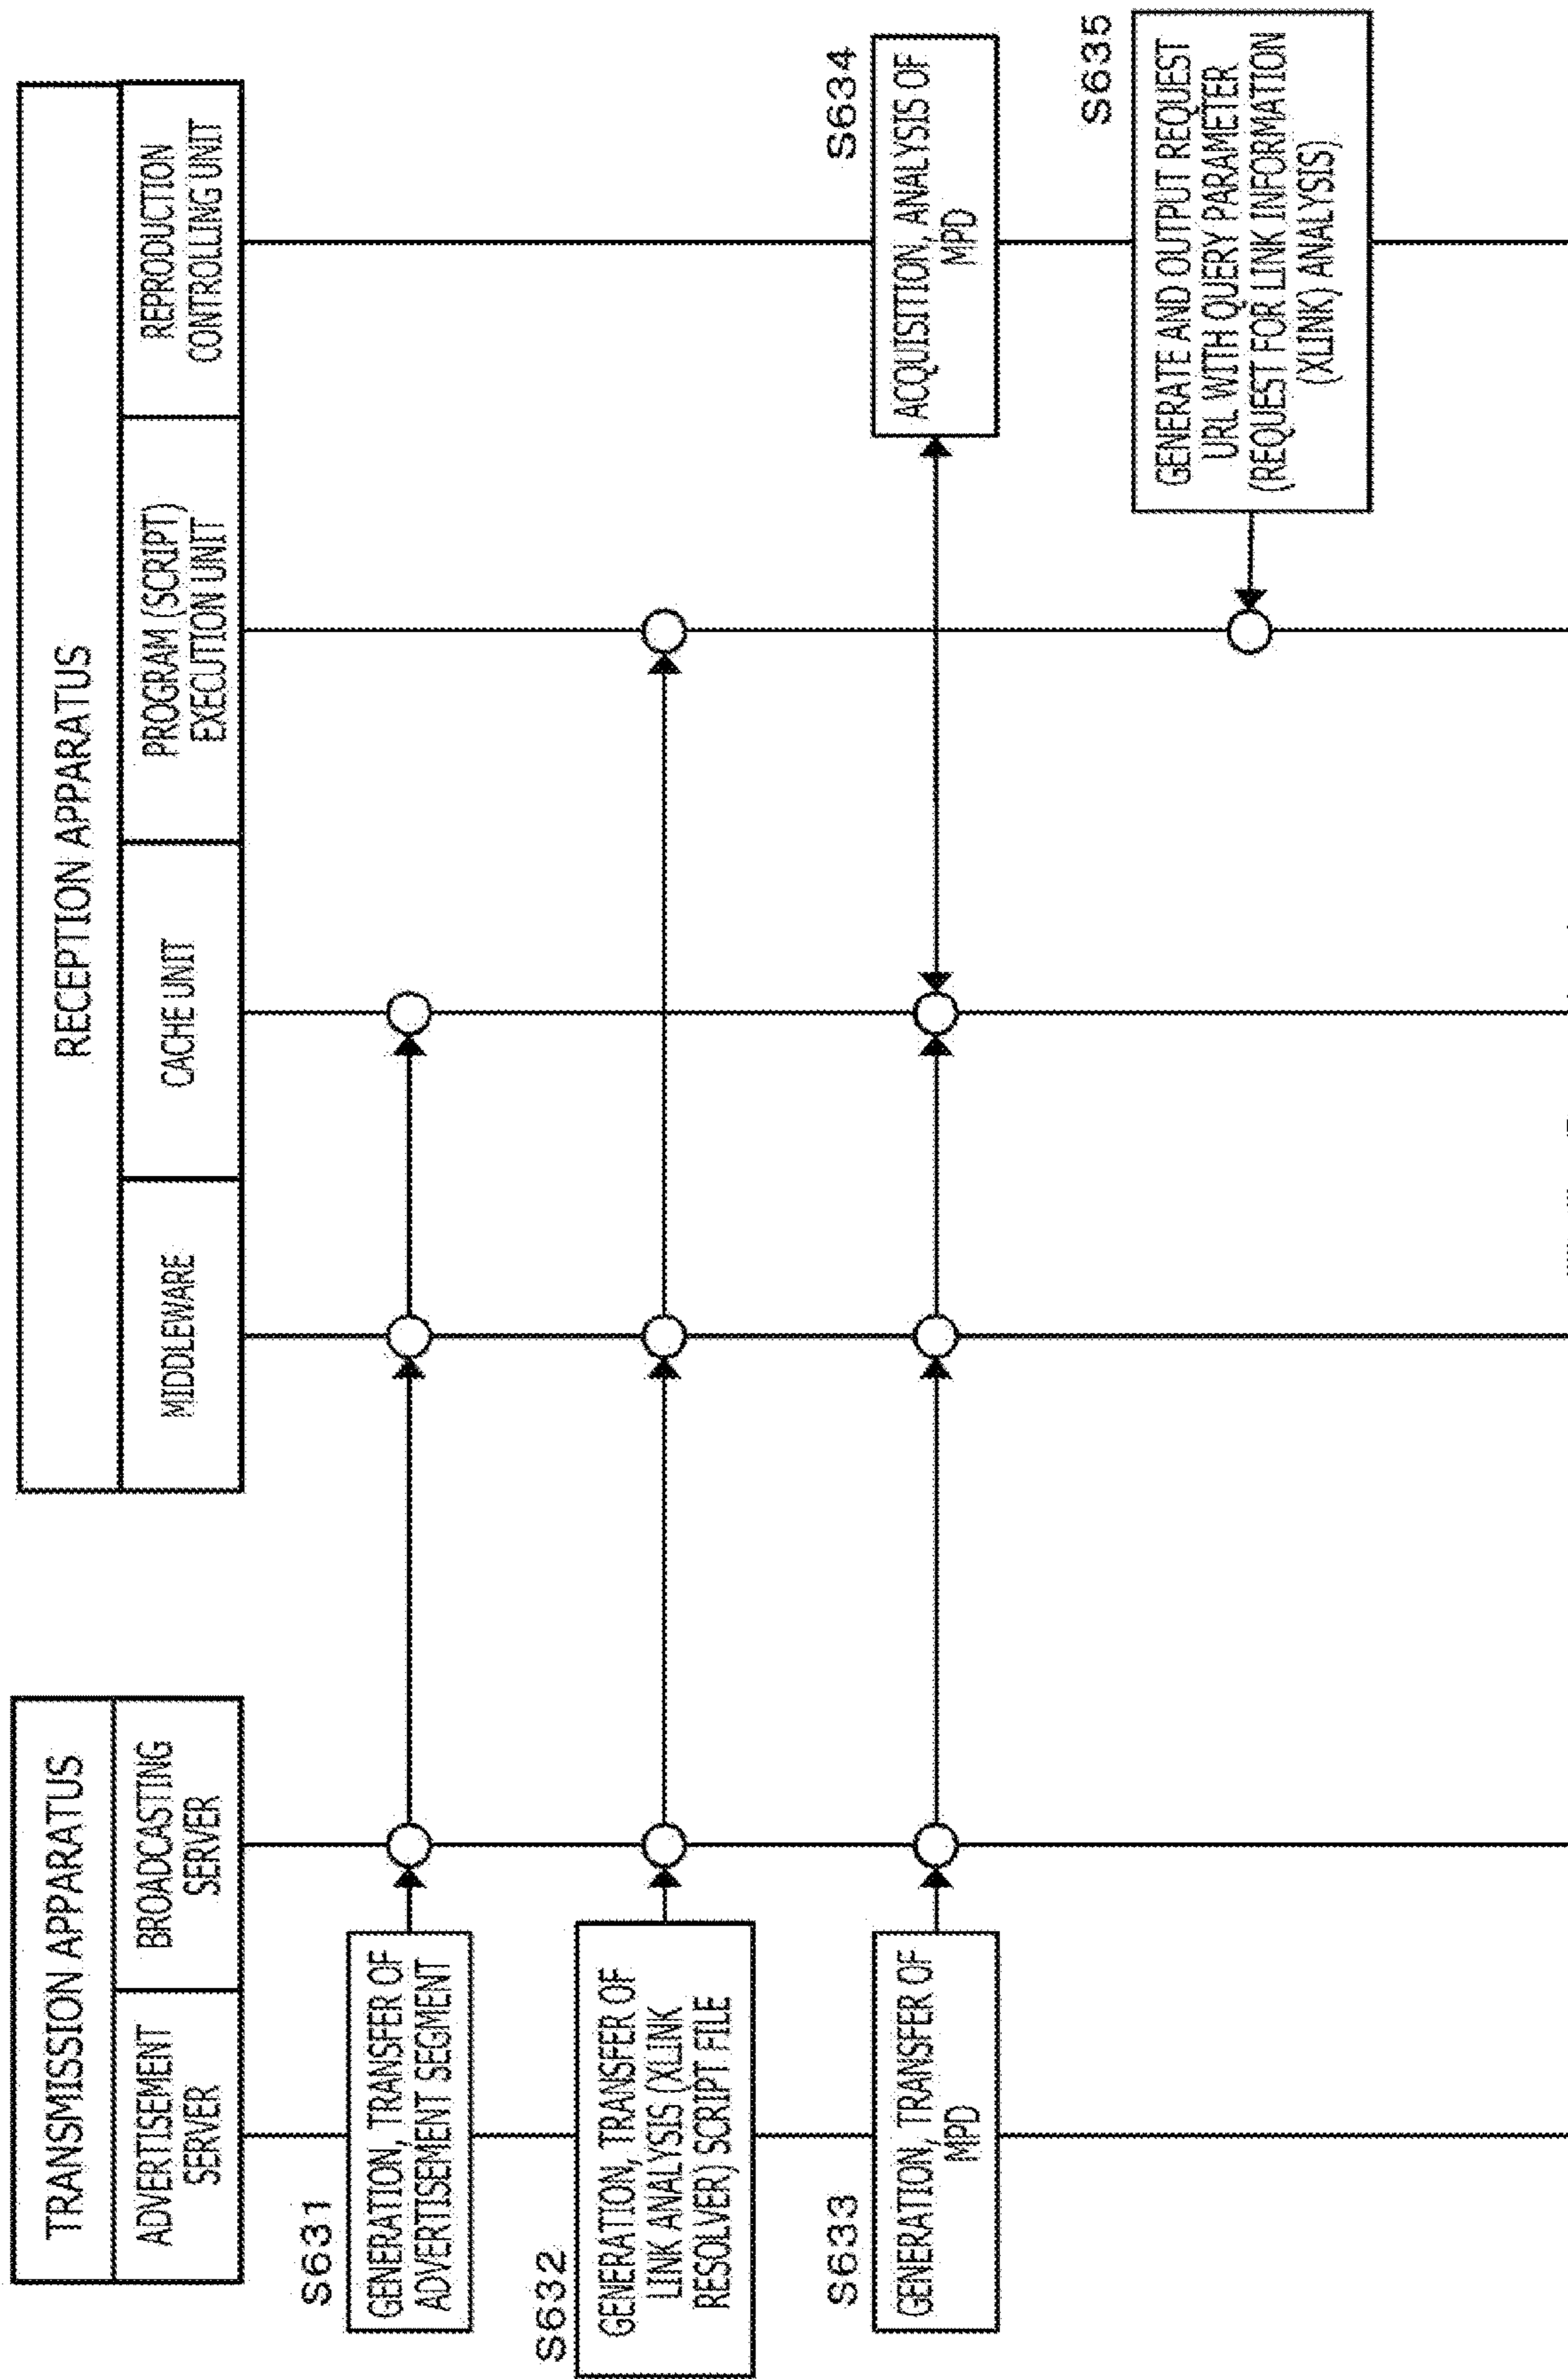 TRANSMISSION APPARATUS
ADVERTISEMENT
SERVER
BROADCASTING
SERVER
RECEPTION APPARATUS
MIDDLEWARE
CACHE UNIT
PROGRAM (SCRIPT)
EXECUTION UNIT
REPRODUCTION
CONTROLLING UNIT
S631
GENERATION, TRANSFER OF
ADVERTISEMENT SEGMENT
S632
GENERATION, TRANSFER OF
LINK ANALYSIS (XLINK
RESOLVER) SCRIPT FILE
S633
GENERATION, TRANSFER OF
MPD
S634
ACQUISITION, ANALYSIS OF
MPD
S635
GENERATE AND OUTPUT REQUEST
URL WITH QUERY PARAMETER
(REQUEST FOR LINK INFORMATION
(XLINK) ANALYSIS)